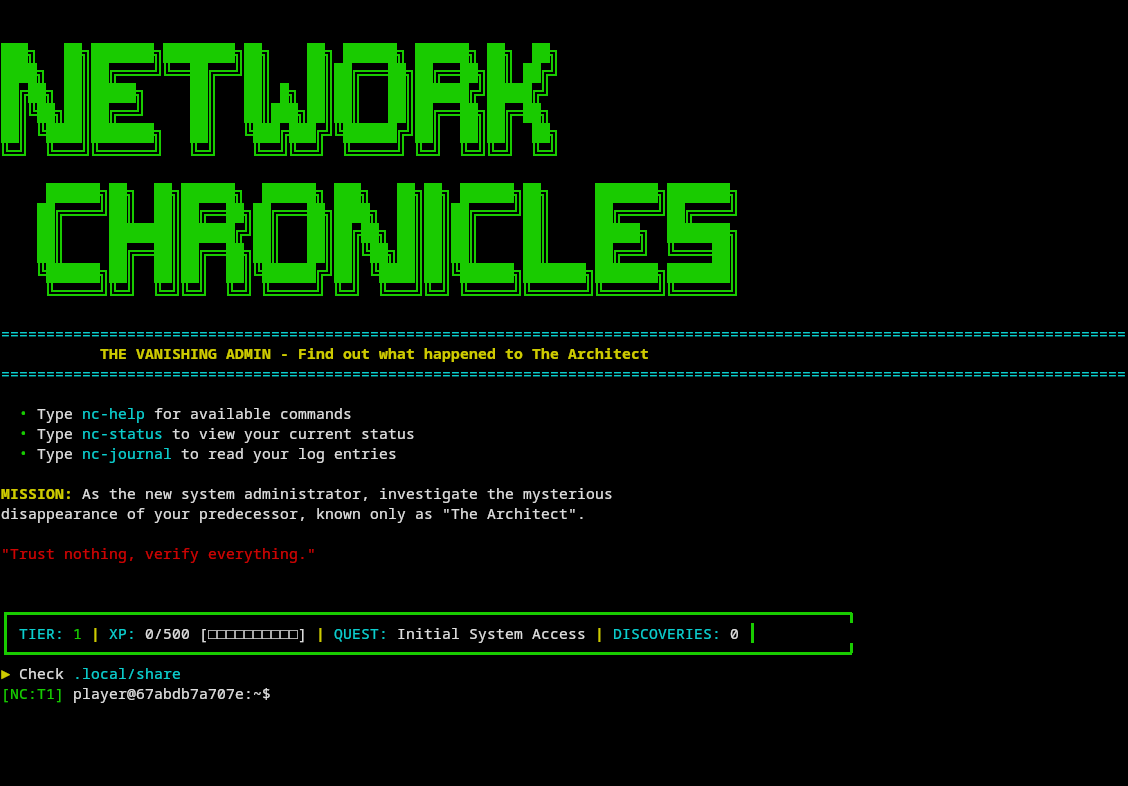 NETWORK
CHRONICLES
=============================================================================================================================
THE VANISHING ADMIN - Find out what happened to The Architect
=============================================================================================================================
• Type nc-help for available commands
• Type nc-status to view your current status
• Type nc-journal to read your log entries
MISSION: As the new system administrator, investigate the mysterious
disappearance of your predecessor, known only as "The Architect".
"Trust nothing, verify everything."
TIER: 1 | XP: 0/500 [□□□□□□□□□□] | QUEST: Initial System Access | DISCOVERIES: 0
▶ Check .local/share
[NC:T1] player@67abdb7a707e:~$